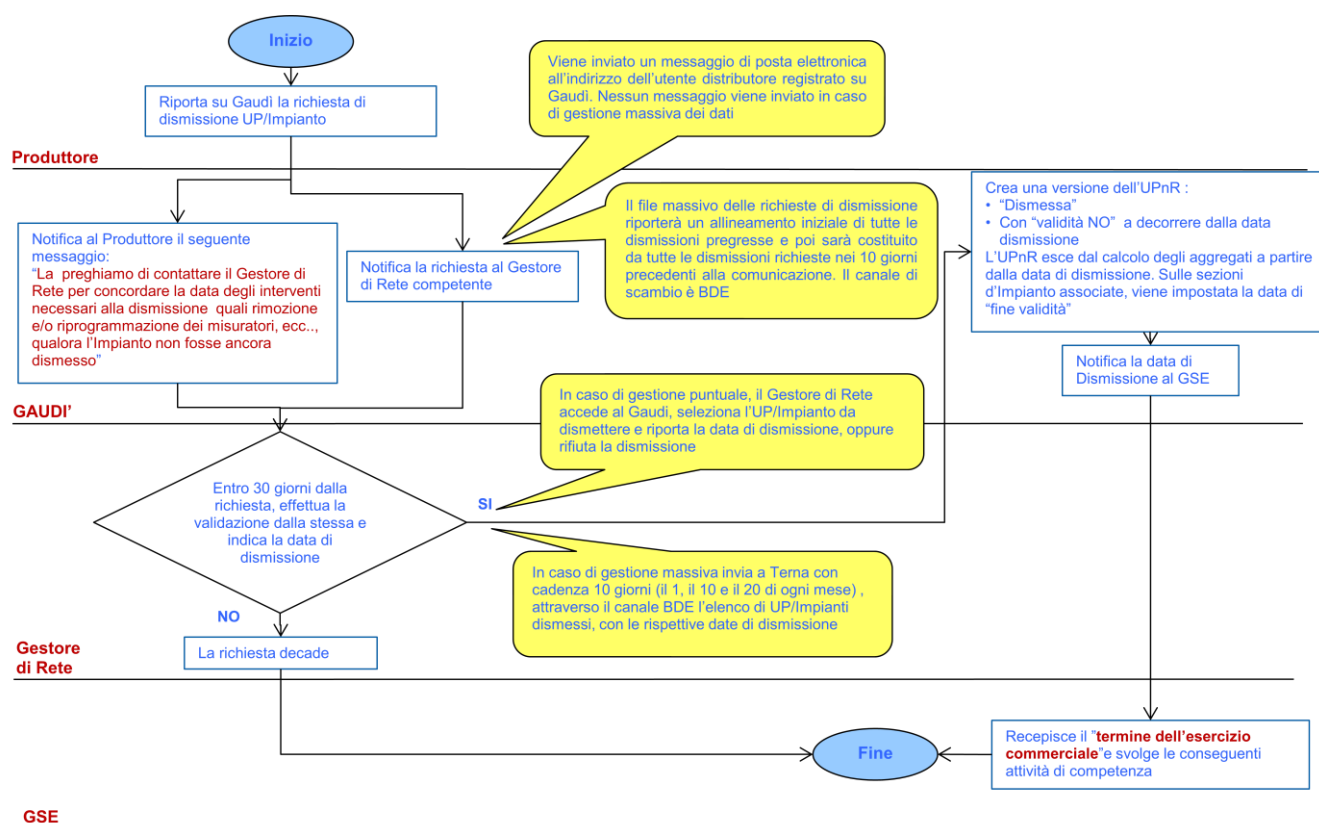 Inizio
Riporta su Gaudì la richiesta di
dismissione UP/Impianto
Viene inviato un messaggio di posta elettronica
all'indirizzo dell'utente distributore registrato su
Gaudì. Nessun messaggio viene inviato in caso
di gestione massiva dei dati
Produttore
Notifica al Produttore il seguente
messaggio:
“La preghiamo di contattare il Gestore di
Rete per concordare la data degli interventi
necessari alla dismissione quali rimozione
e/o riprogrammazione dei misuratori, ecc..,
qualora l'Impianto non fosse ancora
dismesso”
Notifica la richiesta al Gestore
di Rete competente
Il file massivo delle richieste di dismissione
riporterà un allineamento iniziale di tutte le
dismissioni pregresse e poi sarà costituito
da tutte le dismissioni richieste nei 10 giorni
precedenti alla comunicazione. Il canale di
scambio è BDE
Crea una versione dell'UPnR :
• “Dismessa”
• Con “validità NO” a decorrere dalla data
dismissione
L'UPnR esce dal calcolo degli aggregati a partire
dalla data di dismissione. Sulle sezioni
d'Impianto associate, viene impostata la data di
“fine validità”
Notifica la data di
Dismissione al GSE
GAUDI’
In caso di gestione puntuale, il Gestore di Rete
accede al Gaudi, seleziona l'UP/Impianto da
dismettere e riporta la data di dismissione, oppure
rifiuta la dismissione
Entro 30 giorni dalla
richiesta, effettua la
validazione dalla stessa e
indica la data di
dismissione
SI
In caso di gestione massiva invia a Terna con
cadenza 10 giorni (il 1, il 10 e il 20 di ogni mese) ,
attraverso il canale BDE l'elenco di UP/Impianti
dismessi, con le rispettive date di dismissione
NO
La richiesta decade
Gestore
di Rete
Fine
Recepisce il ”termine dell'esercizio
commerciale”e svolge le conseguenti
attività di competenza
GSE